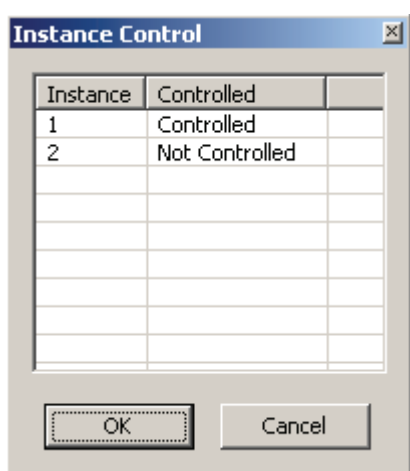 Instance Control
Instance Controlled
1 Controlled
2 Not Controlled
OK Cancel